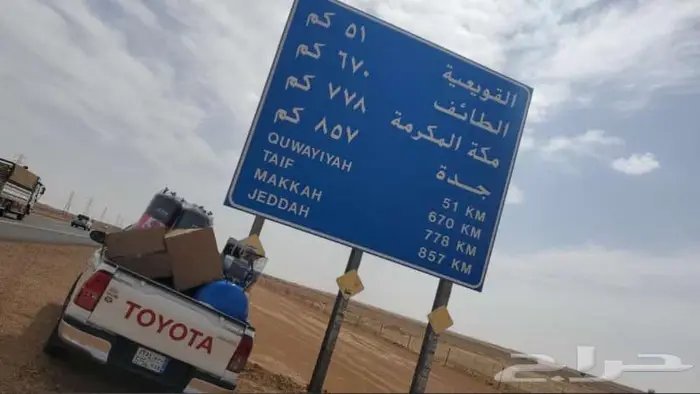 القويعية ٥١ كم
الطائف ٦٧٠ كم
مكة المكرمة ٧٧٨ كم
جدة ٨٥٧ كم
QUWAYIYAH 51 KM
TAIF 670 KM
MAKKAH 778 KM
JEDDAH 857 KM
TOYOTA
حراج